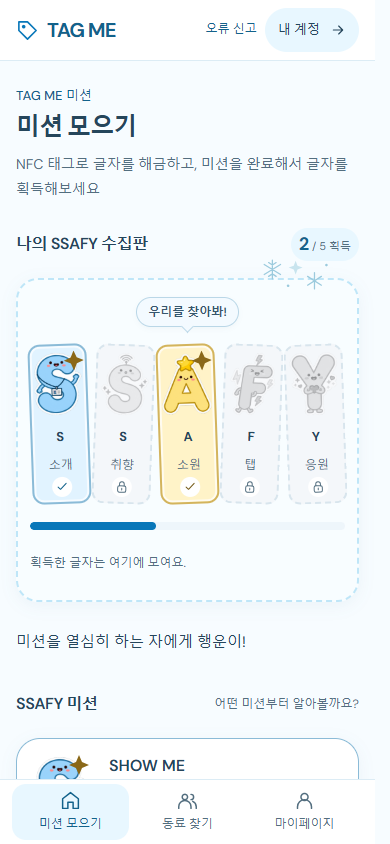 TAG ME
오류 신고
내 계정
TAG ME 미션
미션 모으기
NFC 태그로 글자를 해금하고, 미션을 완료해서 글자를
획득해보세요
나의 SSAFY 수집판
2 / 5 획득
우리를 찾아봐!
S
S
A
F
Y
소개
취향
소원
탭
응원
획득한 글자는 여기에 모여요.
미션을 열심히 하는 자에게 행운이!
SSAFY 미션
어떤 미션부터 알아볼까요?
SHOW ME
미션 모으기
동료 찾기
마이페이지